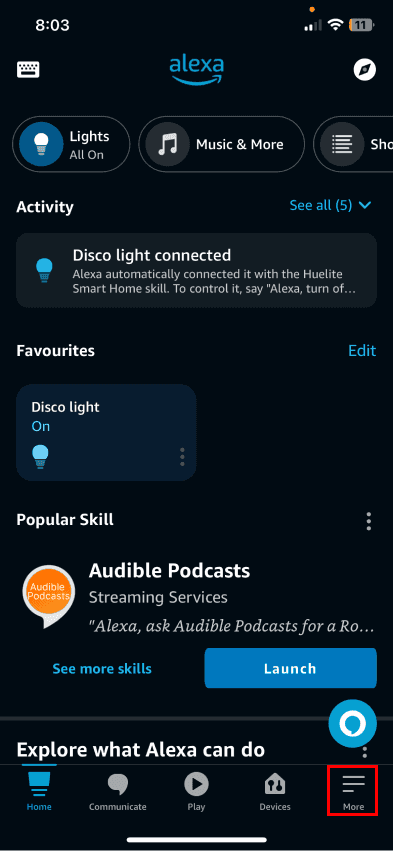 8:03
11
alexa
Lights
All On
Music & More
Sho
Activity
See all (5)
Disco light connected
Alexa automatically connected it with the Huelite
Smart Home skill. To control it, say "Alexa, turn of…
Favourites
Edit
Disco light
On
Popular Skill
Audible
Podcasts
Audible Podcasts
Streaming Services
"Alexa, ask Audible Podcasts for a Ro…
See more skills
Launch
Explore what Alexa can do
Home
Communicate
Play
Devices
More